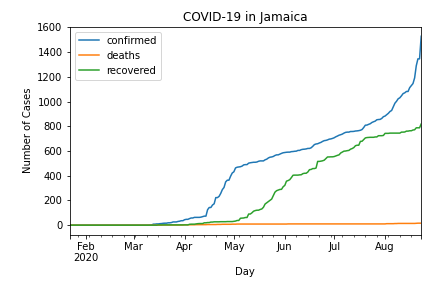 COVID-19 in Jamaica
1600
1400
1200
1000
800
600
400
200
0
Number of Cases
confirmed
deaths
recovered
Feb Mar Apr May Jun Jul Aug
2020
Day